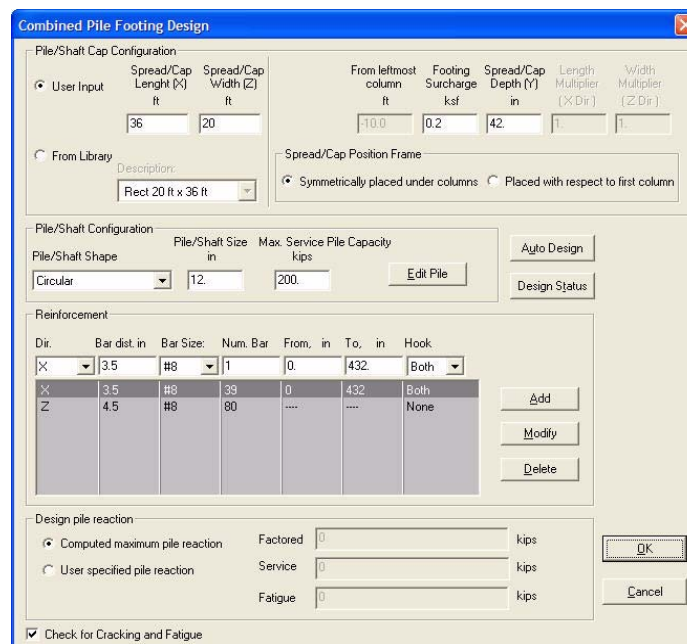 Combined Pile Footing Design
Pile/Shaft Cap Configuration
User Input
Spread/Cap Lenght (X) ft
Spread/Cap Width (Z) ft
From leftmost column ft
Footing Surcharge ksf
Spread/Cap Depth (Y) in
Length Multiplier (X Dir)
Width Multiplier (Z Dir)
36 20 -10.0 0.2 42. 1. 1.
From Library
Description:
Rect 20 ft x 36 ft
Spread/Cap Position Frame
Symmetrically placed under columns Placed with respect to first column
Pile/Shaft Configuration
Pile/Shaft Shape
Pile/Shaft Size in
Max. Service Pile Capacity kips
Circular 12. 200. Edit Pile
Auto Design
Design Status
Reinforcement
Dir. Bar dist. in Bar Size: Num. Bar From, in To, in Hook
X 3.5 #8 1 0. 432. Both
X 3.5 #8 39 0 432 Both
Z 4.5 #8 80 ---- ---- None
Add
Modify
Delete
Design pile reaction
Computed maximum pile reaction
User specified pile reaction
Factored 0 kips
Service 0 kips
Fatigue 0 kips
OK
Cancel
Check for Cracking and Fatigue